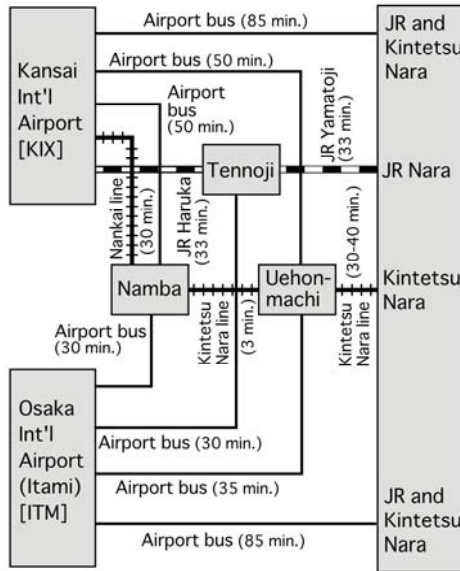 Airport bus (85 min.)
JR and
Kintetsu
Nara
Kansai
Int'l
Airport
[KIX]
Airport bus (50 min.)
Airport
bus
(50 min.)
JR Yamatoji
(33 min.)
Tennoji
JR Nara
Nankai line
(30 min.)
JR Haruka
(33 min.)
(30-40 min.)
Namba
Uehon-
machi
Kintetsu
Nara
Kintetsu
Nara line
(3 min.)
Kintetsu
Nara line
Airport bus
(30 min.)
Osaka
Int'l
Airport
(Itami)
[ITM]
Airport bus (30 min.)
Airport bus (35 min.)
JR and
Kintetsu
Nara
Airport bus (85 min.)